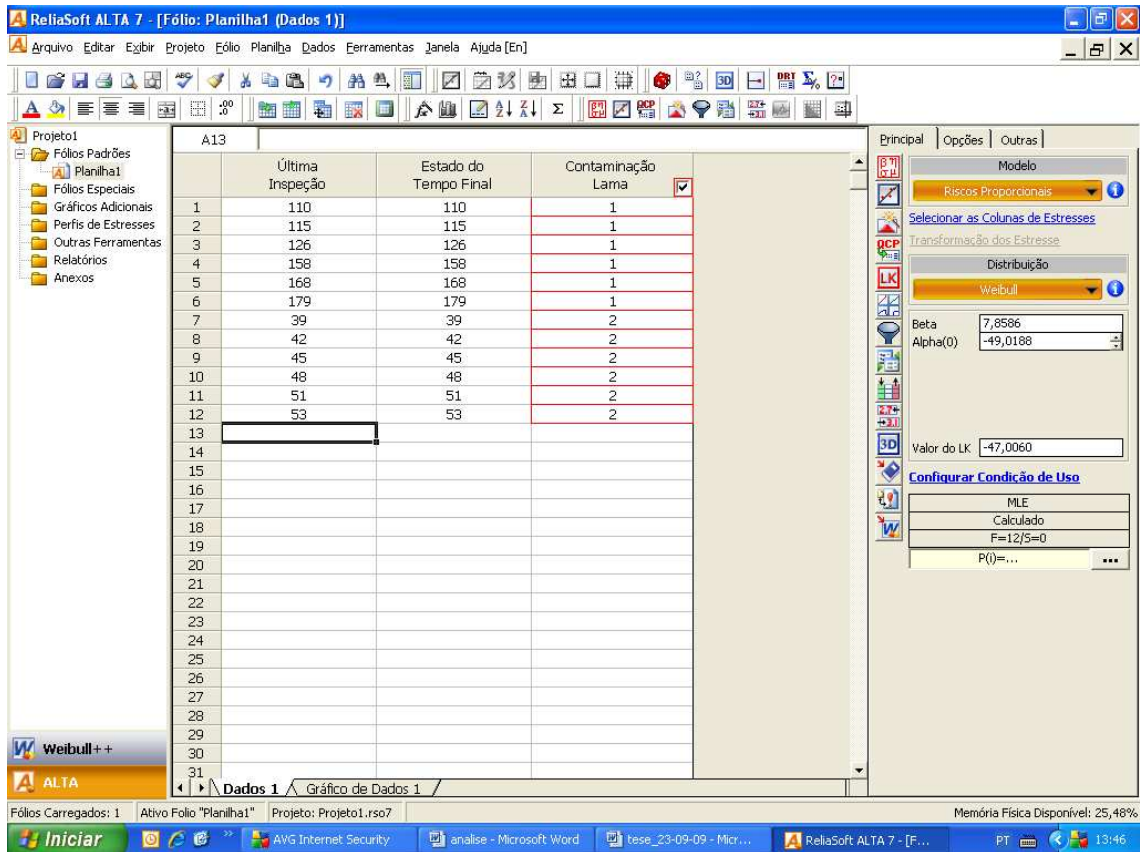 ReliaSoft ALTA 7 - [Fólio: Planilha1 (Dados 1)]
Arquivo Editar Exibir Projeto Fólio Planilha Dados Ferramentas Janela Ajuda [En]
Projeto1
Fólios Padrões
Planilha1
Fólios Especiais
Gráficos Adicionais
Perfis de Estresses
Outras Ferramentas
Relatórios
Anexos
Weibull++
ALTA
A13
Última Inspeção Estado do Tempo Final Contaminação Lama
1 110 110 1
2 115 115 1
3 126 126 1
4 158 158 1
5 168 168 1
6 179 179 1
7 39 39 2
8 42 42 2
9 45 45 2
10 48 48 2
11 51 51 2
12 53 53 2
13
14
15
16
17
18
19
20
21
22
23
24
25
26
27
28
29
30
31
Dados 1 Gráfico de Dados 1
Principal Opções Outras
Modelo
Riscos Proporcionais
Selecionar as Colunas de Estresses
Transformação dos Estresse
Distribuição
Weibull
Beta 7,8586
Alpha(0) -49,0188
Valor do LK -47,0060
Configurar Condição de Uso
MLE
Calculado
F=12/S=0
P(i)=... ...
Fólios Carregados: 1 Ativo Folio "Planilha1" Projeto: Projeto1.rso7 Memória Física Disponível: 25,48%
Iniciar AVG Internet Security analise - Microsoft Word tese_23-09-09 - Micr... ReliaSoft ALTA 7 - [F... PT 13:46